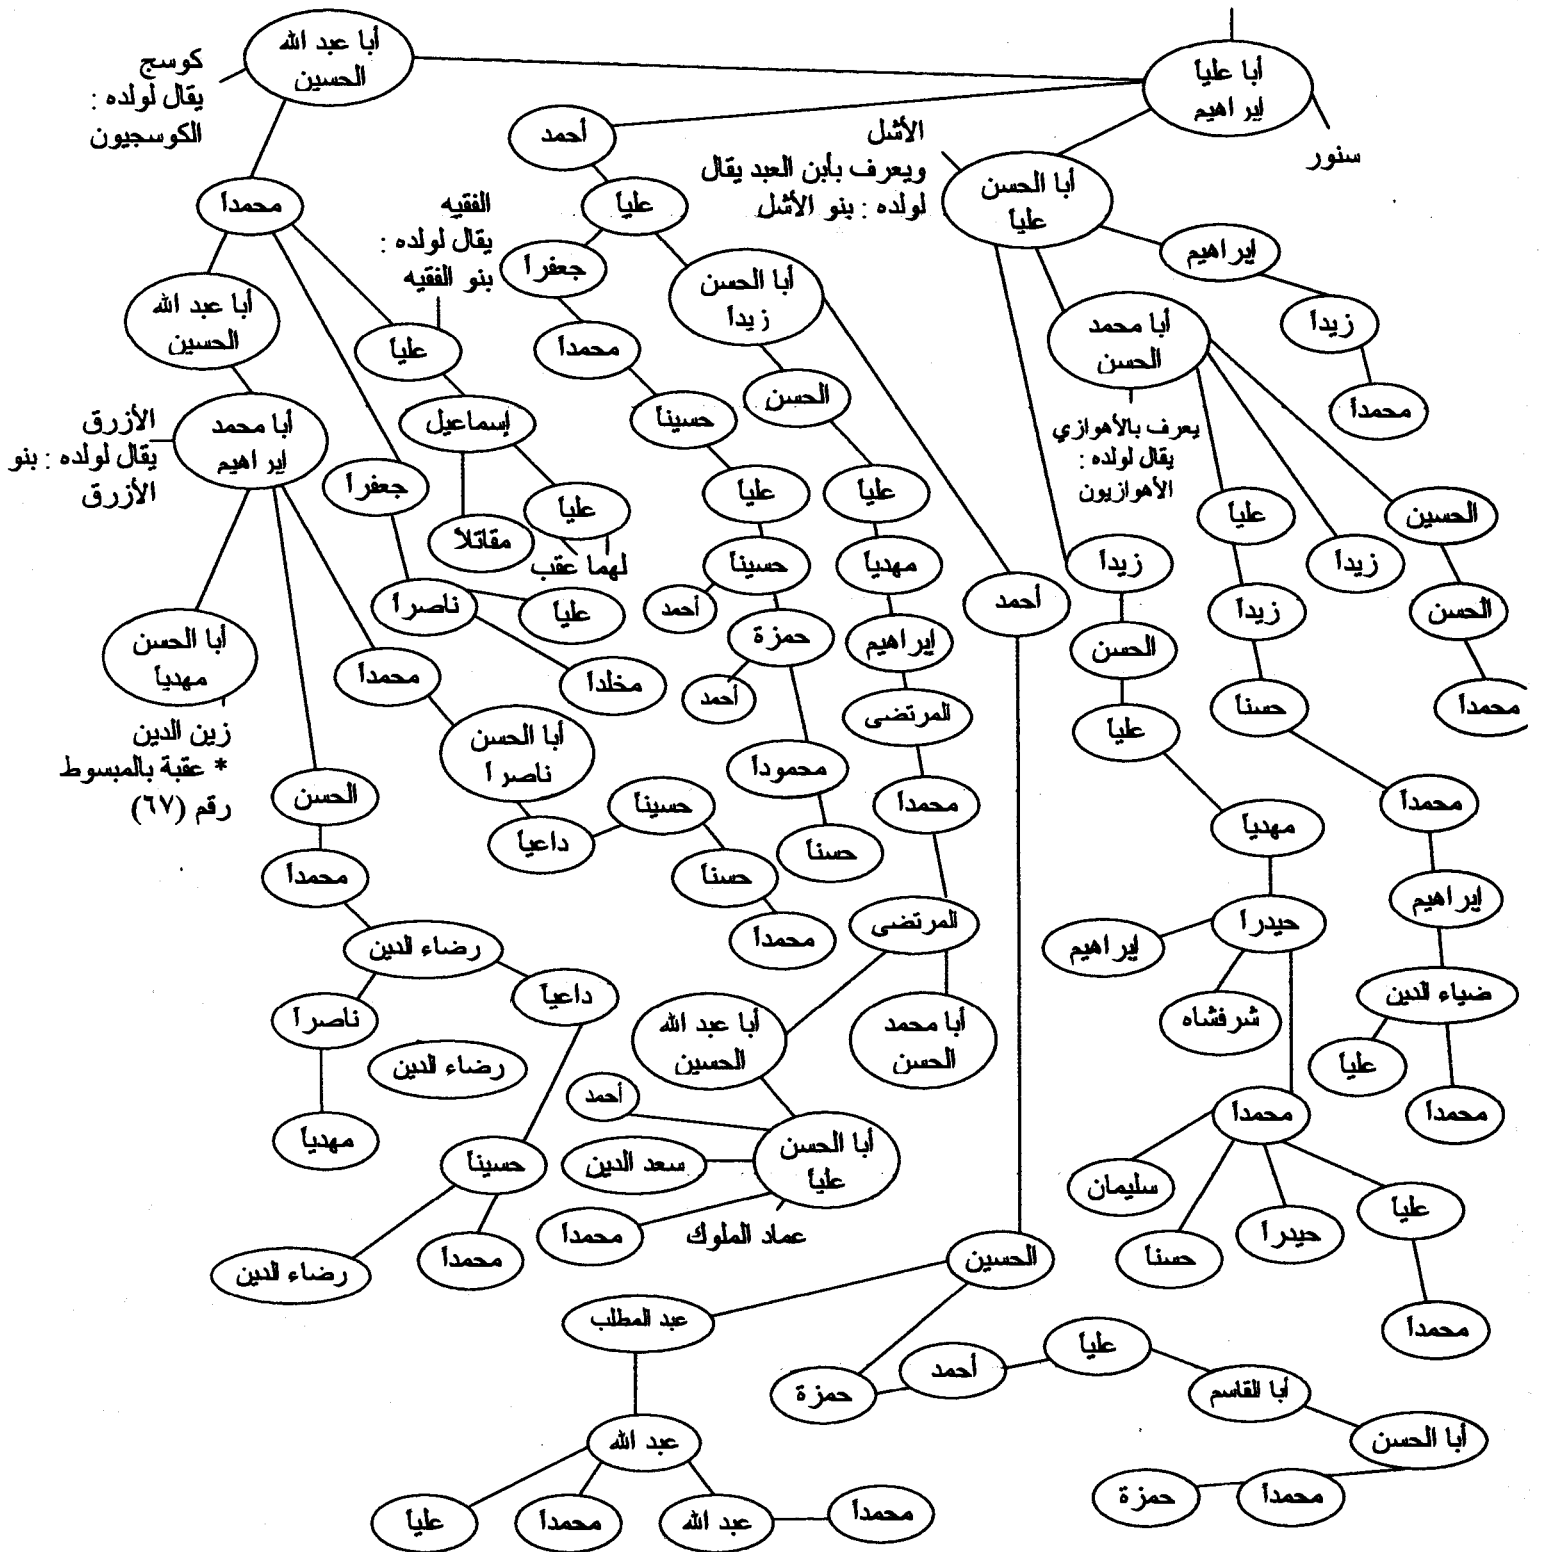 أبا علياً
إبراهيم
سنور
أبا عبد الله
الحسين
كوسج
يقال لولده :
الكوسجيون
أحمد
الأشل
ويعرف بأبن العبد يقال
لولده : بنو الأشل
أبا الحسن
علياً
إبراهيم
زيداً
محمداً
أبا محمد
الحسن
يعرف بالأهوازي
يقال لولده :
الأهوازيون
الحسين
الحسن
محمداً
زيداً
علياً
زيداً
حسناً
محمداً
إبراهيم
ضياء الدين
علياً
محمداً
زيداً
الحسن
علياً
مهدياً
حيدراً
إبراهيم
شرفشاه
محمداً
سليمان
حسناً
حيدراً
علياً
محمداً
علياً
جعفراً
محمداً
حسيناً
علياً
حسيناً
أحمد
حمزة
أحمد
محموداً
حسناً
أبا الحسن
زيداً
الحسن
علياً
مهدياً
إبراهيم
المرتضى
محمداً
المرتضى
أبا محمد
الحسن
أبا عبد الله
الحسين
أبا الحسن
علياً
عماد الملوك
أحمد
سعد الدين
محمداً
أحمد
الحسين
حمزة
أحمد
علياً
أبا القاسم
أبا الحسن
محمداً
حمزة
عبد المطلب
عبد الله
محمداً
عبد الله
محمداً
علياً
محمداً
الفقيه
يقال لولده :
بنو الفقيه
علياً
إسماعيل
علياً
مقاتلاً
لهما عقب
جعفراً
ناصراً
علياً
مخلداً
أبا عبد الله
الحسين
أبا محمد
إبراهيم
الأزرق
يقال لولده : بنو
الأزرق
محمداً
أبا الحسن
ناصراً
داعياً
حسيناً
حسناً
محمداً
الحسن
محمداً
رضاء الدين
داعياً
ناصراً
رضاء الدين
مهدياً
حسيناً
محمداً
رضاء الدين
أبا الحسن
مهدياً
زين الدين
* عقبة بالمبسوط
رقم (٦٧)